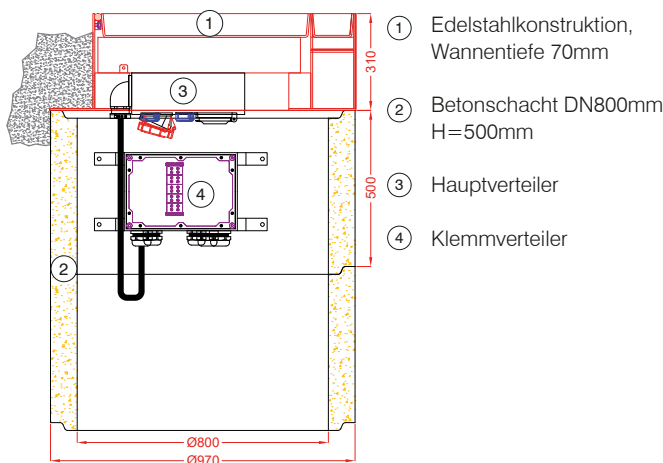 1
310
3
500
4
2
Ø800
Ø970
1 Edelstahlkonstruktion,
Wannentiefe 70mm
2 Betonschacht DN800mm
H=500mm
3 Hauptverteiler
4 Klemmverteiler